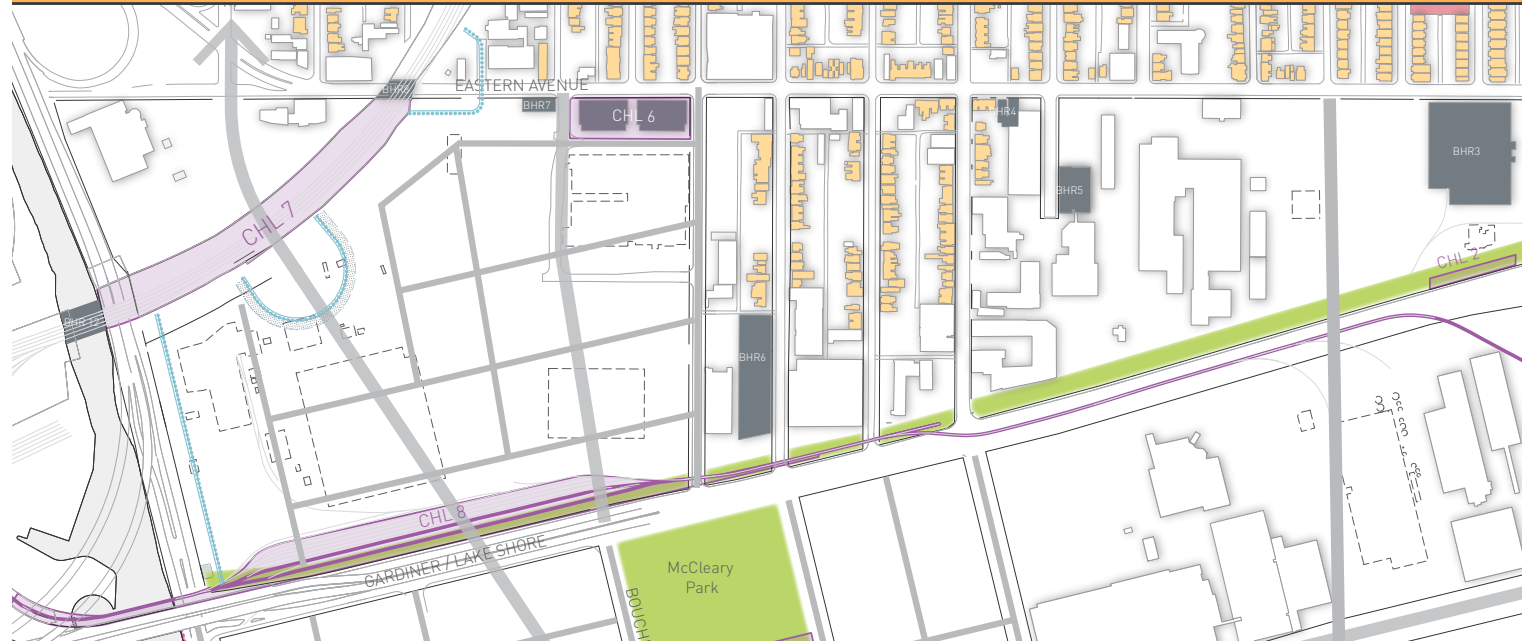 BHR8
EASTERN AVENUE
BHR7
CHL 6
BHR4
BHR3
BHR5
CHL 7
CHL 2
BHR 12
BHR6
CHL 8
GARDINER / LAKE SHORE
McCleary
Park